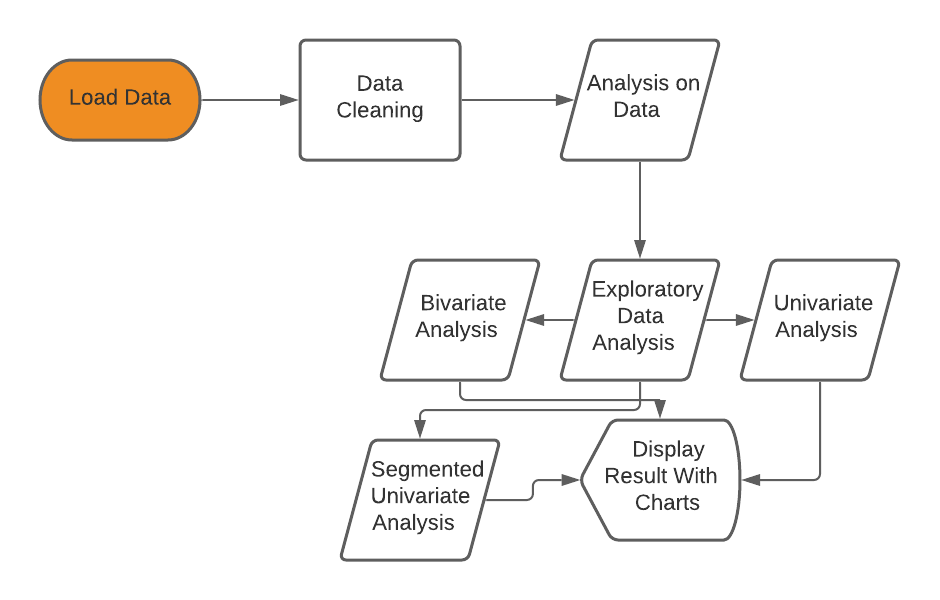 Load Data
Data
Cleaning
Analysis on
Data
Bivariate
Analysis
Exploratory
Data
Analysis
Univariate
Analysis
Segmented
Univariate
Analysis
Display
Result With
Charts